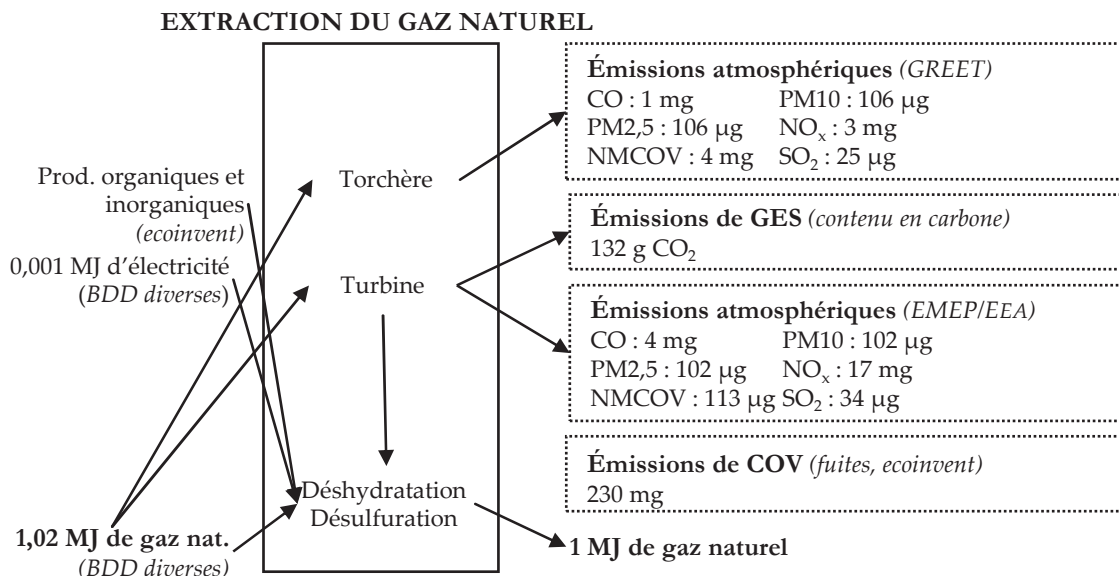 EXTRACTION DU GAZ NATUREL
Prod. organiques et
inorganiques
(ecoinvent)
0,001 MJ d'électricité
(BDD diverses)
1,02 MJ de gaz nat.
(BDD diverses)
Torchère
Turbine
Déshydratation
Désulfuration
Émissions atmosphériques (GREET)
CO : 1 mg PM10 : 106 µg
PM2,5 : 106 µg NOx : 3 mg
NMCOV : 4 mg SO2 : 25 µg
Émissions de GES (contenu en carbone)
132 g CO2
Émissions atmosphériques (EMEP/EEA)
CO : 4 mg PM10 : 102 µg
PM2,5 : 102 µg NOx : 17 mg
NMCOV : 113 µg SO2 : 34 µg
Émissions de COV (fuites, ecoinvent)
230 mg
1 MJ de gaz naturel